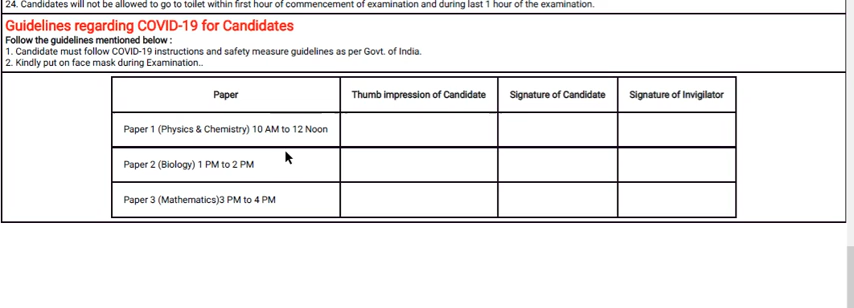 24. Candidates will not be allowed to go to toilet within first hour of commencement of examination and during last 1 hour of the examination.
Guidelines regarding COVID-19 for Candidates
Follow the guidelines mentioned below :
1. Candidate must follow COVID-19 instructions and safety measure guidelines as per Govt. of India.
2. Kindly put on face mask during Examination..
Paper Thumb impression of Candidate Signature of Candidate Signature of Invigilator
Paper 1 (Physics & Chemistry) 10 AM to 12 Noon
Paper 2 (Biology) 1 PM to 2 PM
Paper 3 (Mathematics)3 PM to 4 PM